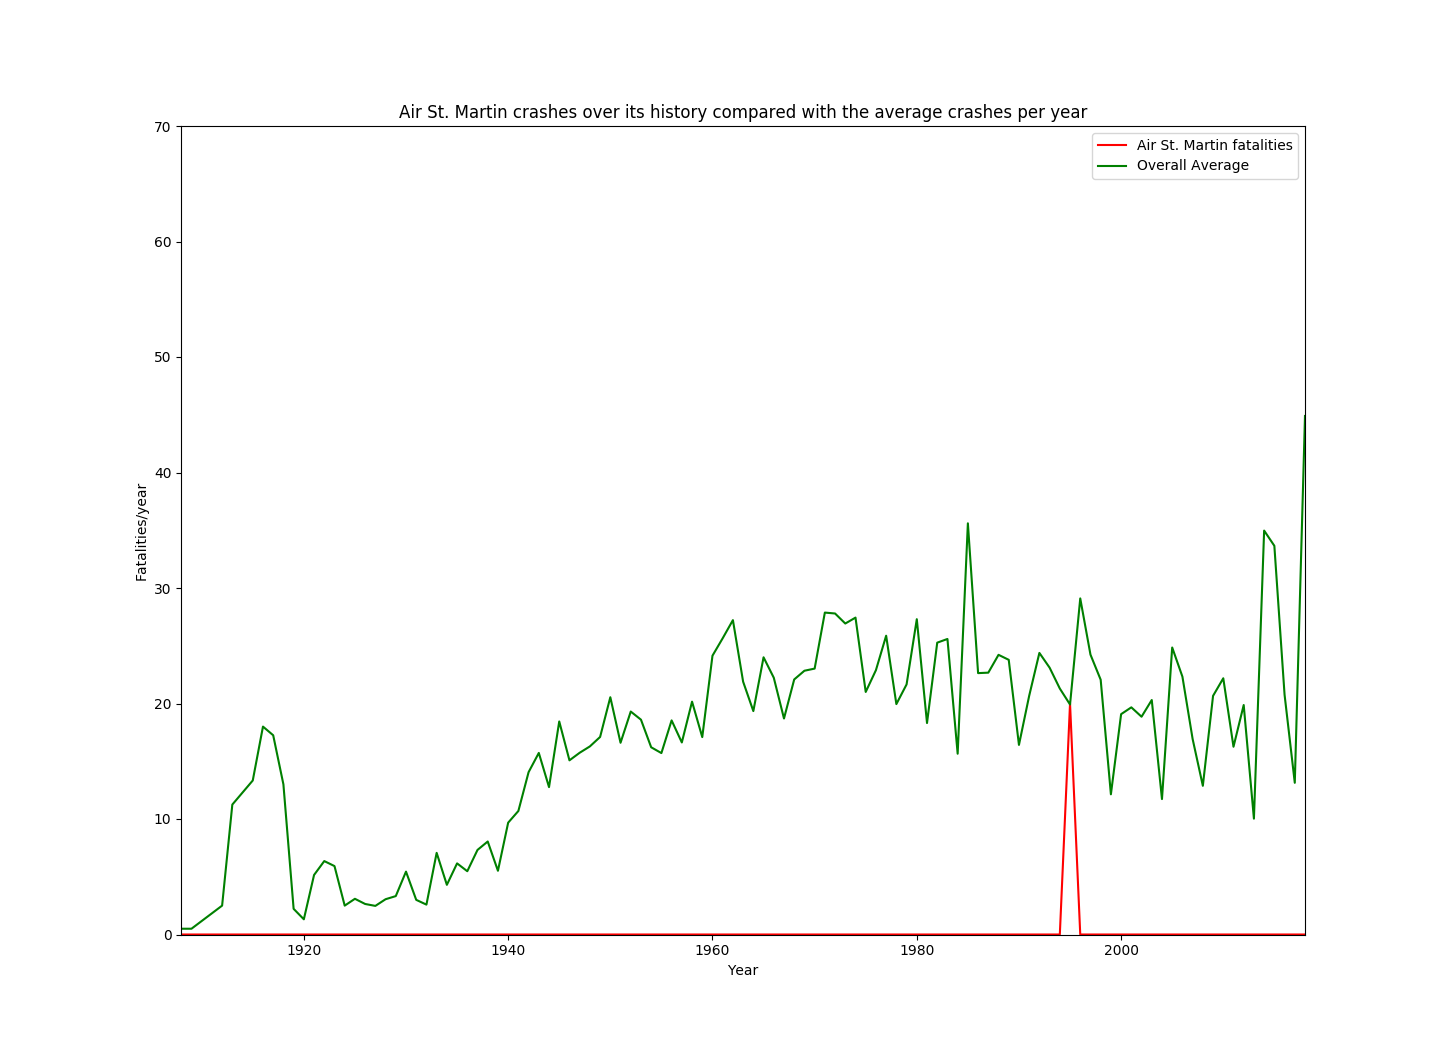 Air St. Martin crashes over its history compared with the average crashes per year
70
Air St. Martin fatalities
Overall Average
60
50
40
30
20
10
0
Fatalities/year
1920 1940 1960 1980 2000
Year